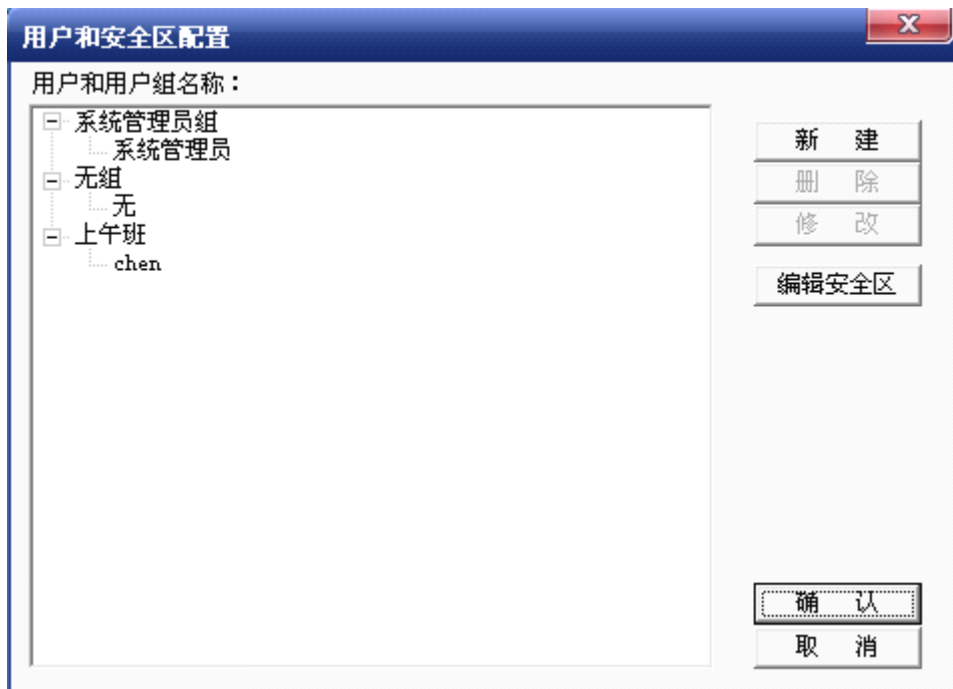 用户和安全区配置
用户和用户组名称：
系统管理员组
系统管理员
无组
无
上午班
chen
新 建
删 除
修 改
编辑安全区
确 认
取 消